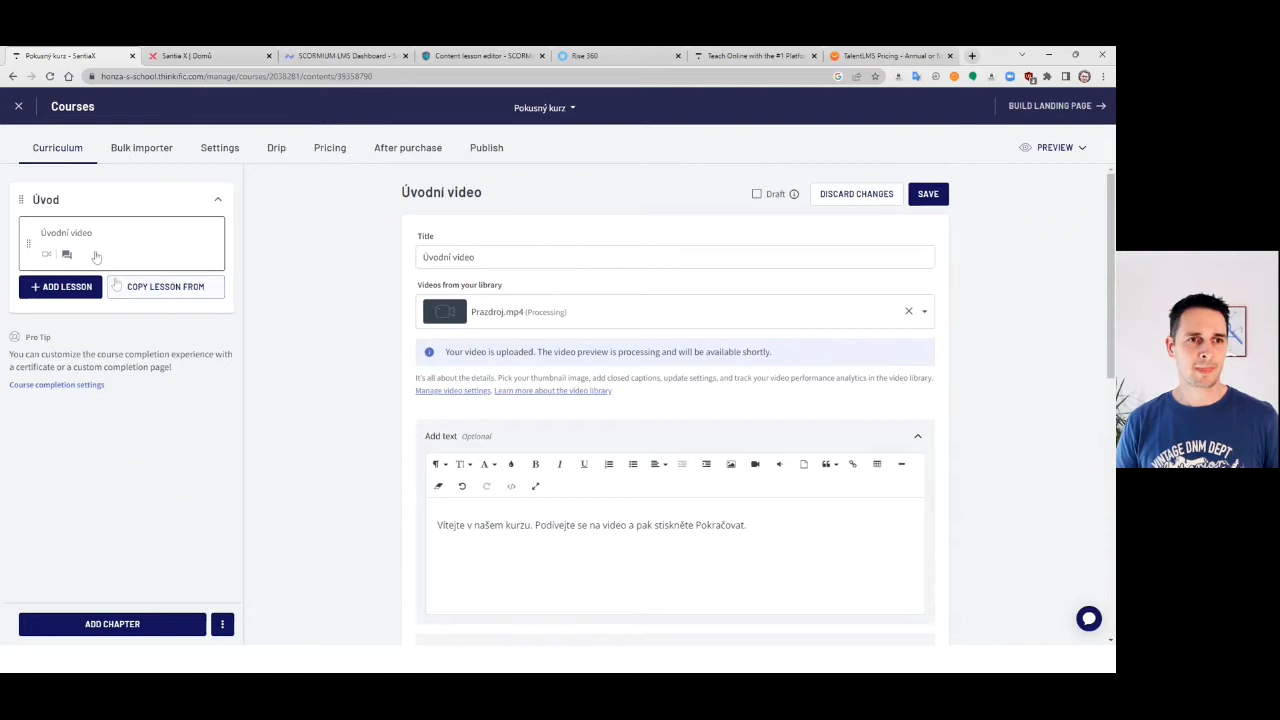 Pokusný kurz - SentiaX
Santia X | Domů
SCORMIUM LMS Dashboard - S
Content lesson editor - SCORM
Rise 360
Teach Online with the #1 Platfo
TalentLMS Pricing - Annual or M
honza-s-school.thinkific.com/manage/courses/2038281/contents/39358790
Courses
Pokusný kurz
BUILD LANDING PAGE
Curriculum
Bulk importer
Settings
Drip
Pricing
After purchase
Publish
PREVIEW
Úvod
Úvodní video
+ ADD LESSON
COPY LESSON FROM
Pro Tip
You can customize the course completion experience with
a certificate or a custom completion page!
Course completion settings
ADD CHAPTER
Úvodní video
Draft
DISCARD CHANGES
SAVE
Title
Úvodní video
Videos from your library
Prazdroj.mp4 (Processing)
Your video is uploaded. The video preview is processing and will be available shortly.
It's all about the details. Pick your thumbnail image, add closed captions, update settings, and track your video performance analytics in the video library.
Manage video settings. Learn more about the video library
Add text Optional
Vítejte v našem kurzu. Podívejte se na video a pak stiskněte Pokračovat.
VINTAGE DNM DEPT